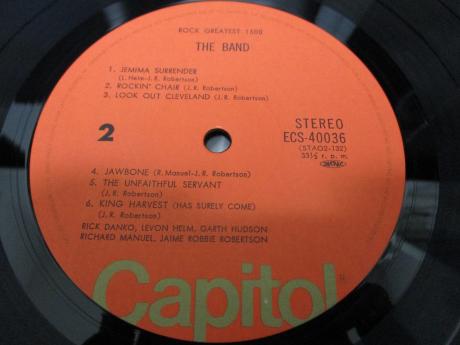 ROCK GREATEST 1500
THE BAND
1. JEMIMA SURRENDER
(L. Helm-J.R. Robertson)
2. ROCKIN' CHAIR (J.R. Robertson)
3. LOOK OUT CLEVELAND (J.R. Robertson)
2
STEREO
ECS-40036
(STAO2-132)
33⅓ r.p.m.
4. JAWBONE (R. Manuel-J.R. Robertson)
5. THE UNFAITHFUL SERVANT
(J.R. Robertson)
6. KING HARVEST (HAS SURELY COME)
(J.R. Robertson)
RICK DANKO, LEVON HELM, GARTH HUDSON
RICHARD MANUEL, JAIME ROBBIE ROBERTSON
Capitol